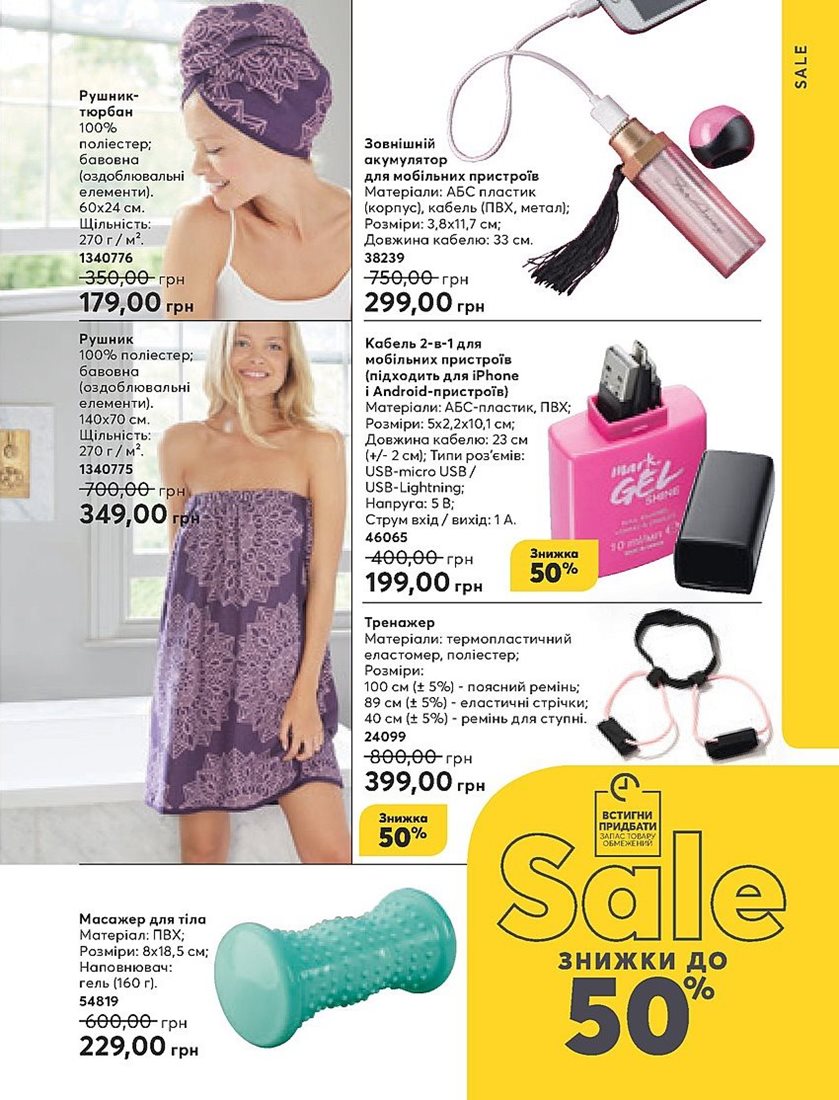 SALE
Рушник-
тюрбан
100%
поліестер;
бавовна
(оздоблювальні
елементи).
60х24 см.
Щільність:
270 г / м².
1340776
350,00 грн
179,00 грн
Зовнішній
акумулятор
для мобільних пристроїв
Матеріали: АБС пластик
(корпус), кабель (ПВХ, метал);
Розміри: 3,8х11,7 см;
Довжина кабелю: 33 см.
38239
750,00 грн
299,00 грн
Рушник
100% поліестер;
бавовна
(оздоблювальні
елементи).
140х70 см.
Щільність:
270 г / м².
1340775
700,00 грн
349,00 грн
Кабель 2-в-1 для
мобільних пристроїв
(підходить для iPhone
і Android-пристроїв)
Матеріали: АБС-пластик, ПВХ;
Розміри: 5х2,2х10,1 см;
Довжина кабелю: 23 см
(+/- 2 см); Типи роз’ємів:
USB-micro USB /
USB-Lightning;
Напруга: 5 В;
Струм вхід / вихід: 1 А.
46065
400,00 грн
199,00 грн
Знижка
50%
mark.
GEL
SHINE
Тренажер
Матеріали: термопластичний
еластомер, поліестер;
Розміри:
100 см (± 5%) - поясний ремінь;
89 см (± 5%) - еластичні стрічки;
40 см (± 5%) - ремінь для ступні.
24099
800,00 грн
399,00 грн
Знижка
50%
Масажер для тіла
Матеріал: ПВХ;
Розміри: 8х18,5 см;
Наповнювач:
гель (160 г).
54819
600,00 грн
229,00 грн
ВСТИГНИ
ПРИДБАТИ
ЗАПАС ТОВАРУ
ОБМЕЖЕНИЙ
Sale
ЗНИЖКИ ДО
50%